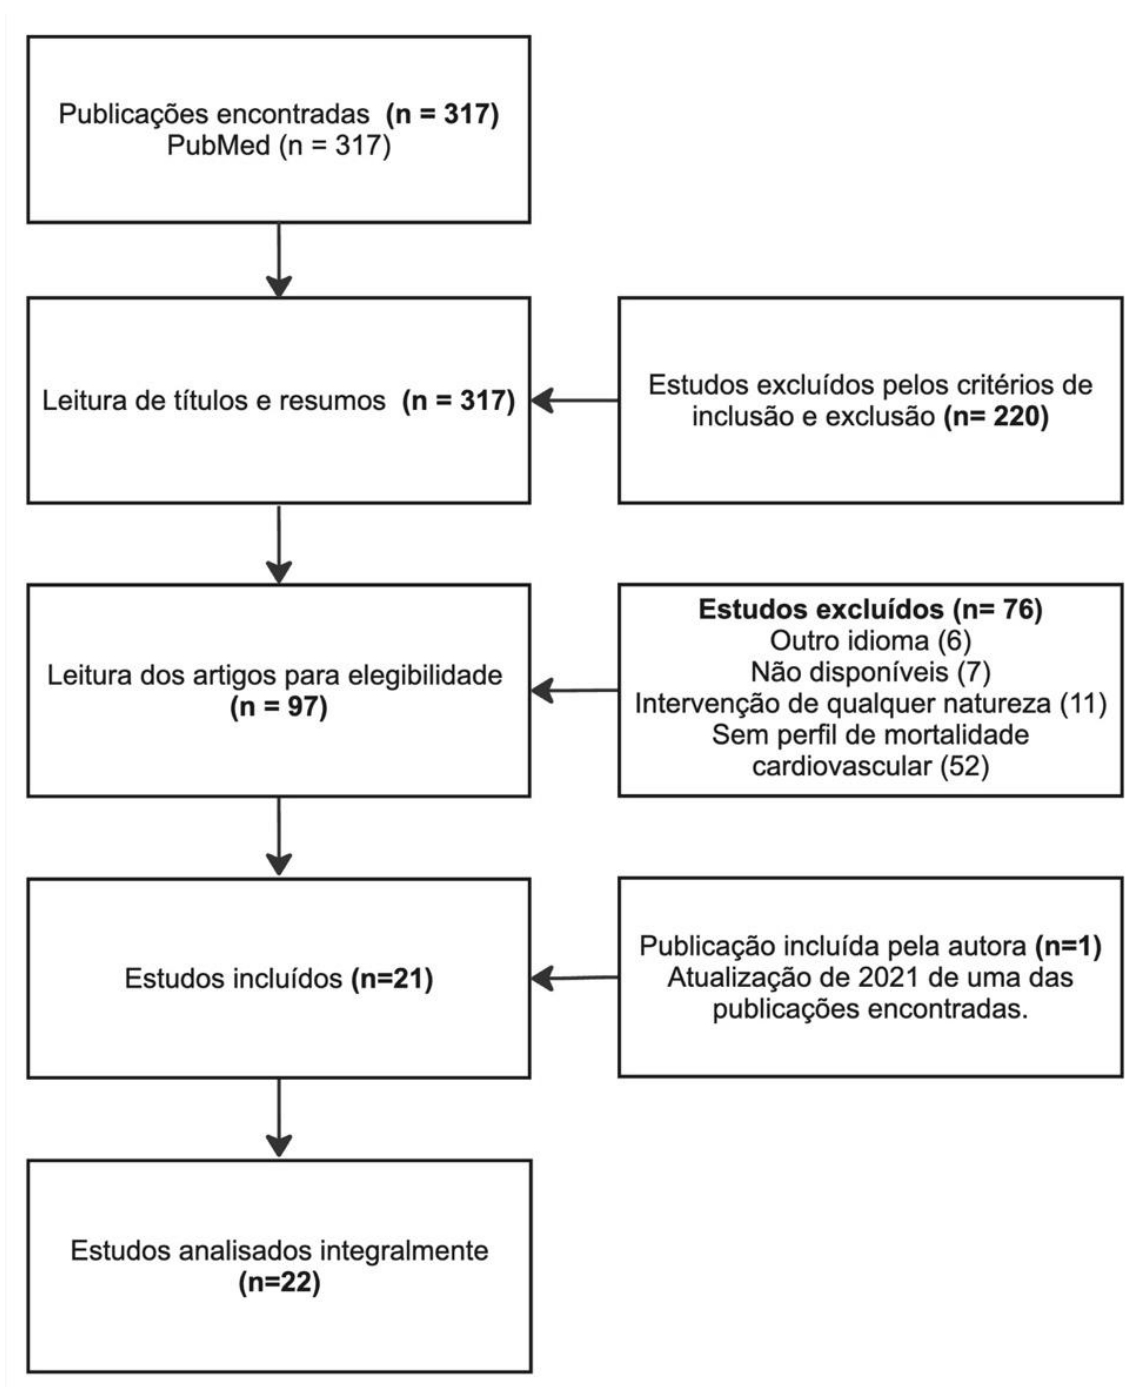 Publicações encontradas (n = 317)
PubMed (n = 317)
Leitura de títulos e resumos (n = 317)
Estudos excluídos pelos critérios de
inclusão e exclusão (n= 220)
Leitura dos artigos para elegibilidade
(n = 97)
Estudos excluídos (n= 76)
Outro idioma (6)
Não disponíveis (7)
Intervenção de qualquer natureza (11)
Sem perfil de mortalidade
cardiovascular (52)
Estudos incluídos (n=21)
Publicação incluída pela autora (n=1)
Atualização de 2021 de uma das
publicações encontradas.
Estudos analisados integralmente
(n=22)